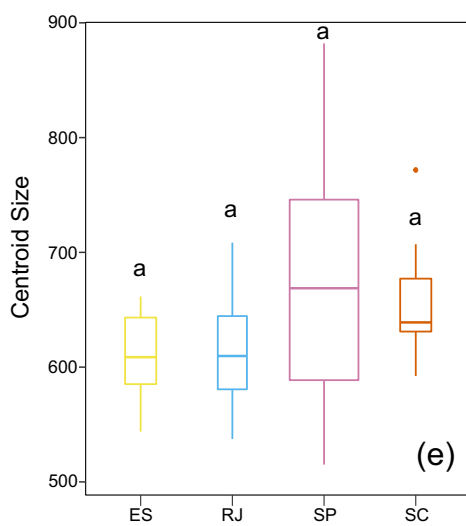 Centroid Size
900
800
700
600
500
a
a
a
a
(e)
ES RJ SP SC